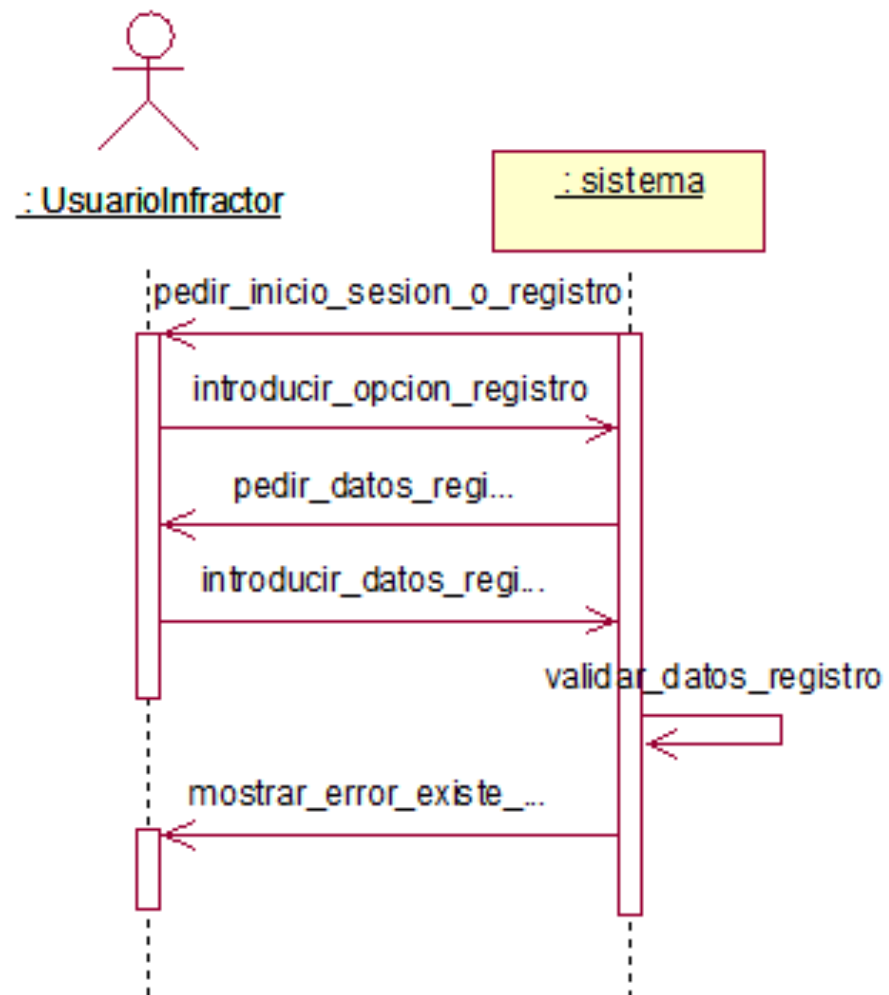 : UsuarioInfractor
: sistema
pedir_inicio_sesion_o_registro
introducir_opcion_registro
pedir_datos_regi...
introducir_datos_regi...
validar_datos_registro
mostrar_error_existe_...